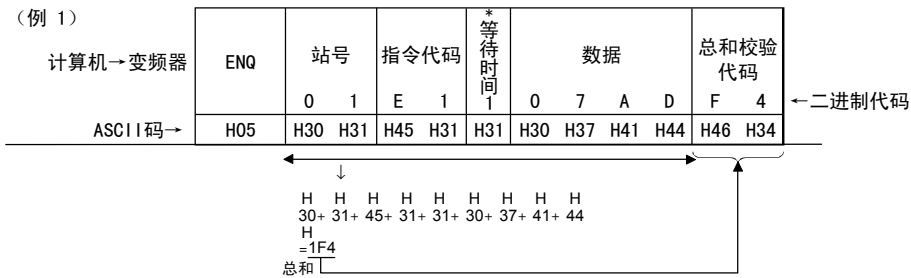 (例 1)
计算机→变频器 ENQ 站号 指令代码 *等待时间 数据 总和校验代码
0 1 E 1 1 0 7 A D F 4 ←二进制代码
ASCII码→ H05 H30 H31 H45 H31 H31 H30 H37 H41 H44 H46 H34
↓
H H H H H H H H H
30+ 31+ 45+ 31+ 31+ 30+ 37+ 41+ 44
H
=1F4
总和